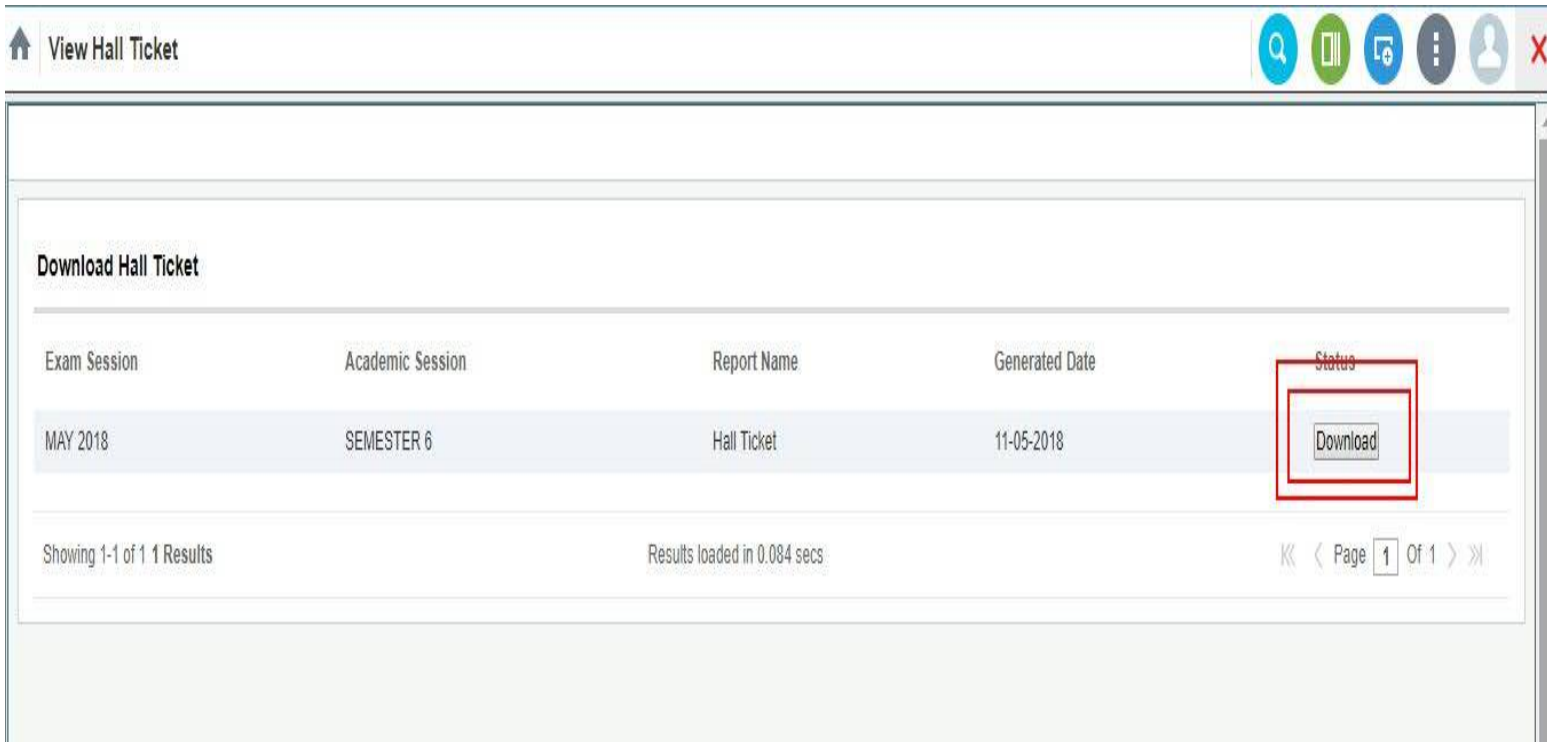 View Hall Ticket
Download Hall Ticket
Exam Session Academic Session Report Name Generated Date Status
MAY 2018 SEMESTER 6 Hall Ticket 11-05-2018 Download
Showing 1-1 of 1 1 Results Results loaded in 0.084 secs Page 1 Of 1